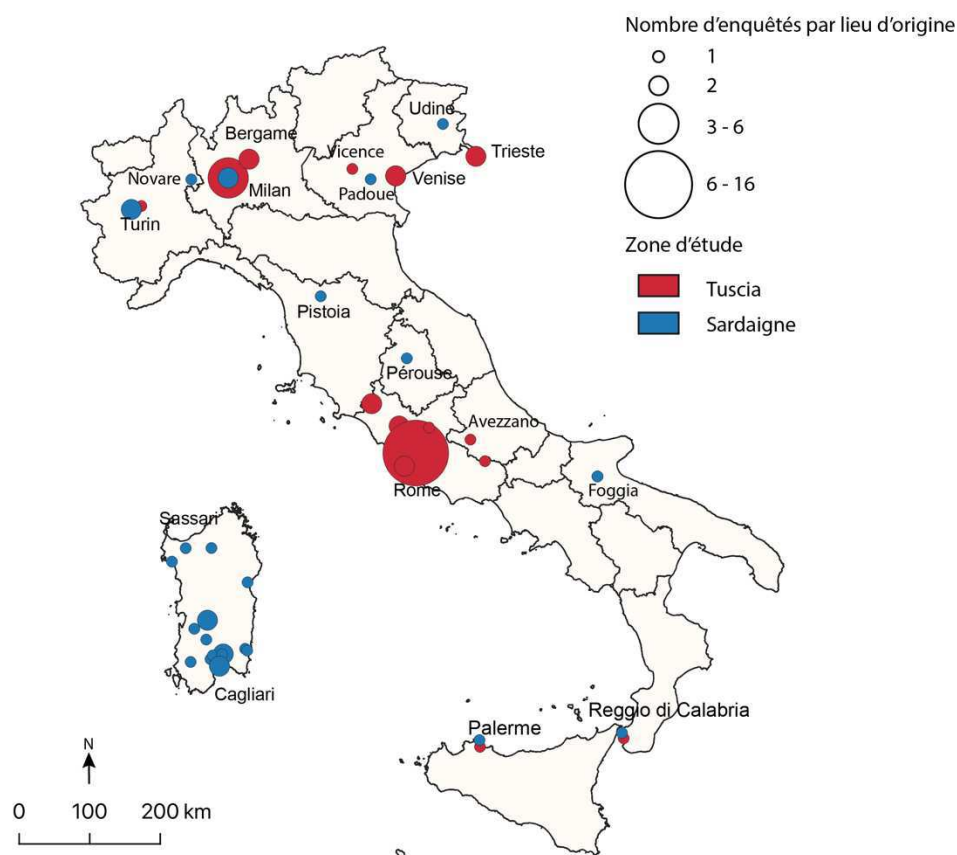 Nombre d'enquêtés par lieu d'origine
1
2
3 - 6
6 - 16
Zone d'étude
Tuscia
Sardaigne
Udine
Bergame
Vicence
Trieste
Novare
Milan
Padoue
Venise
Turin
Pistoia
Pérouse
Avezzano
Rome
Foggia
Sassari
Cagliari
Palerme
Reggio di Calabria
N
0 100 200 km